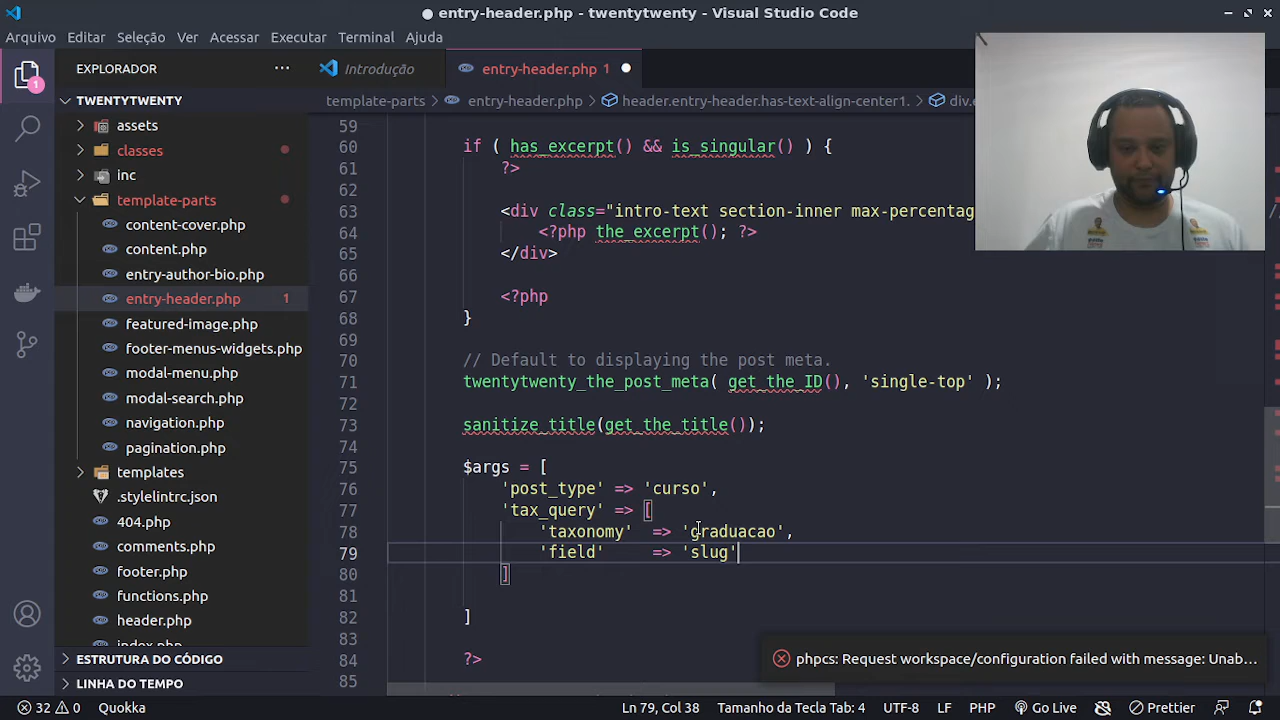 entry-header.php - twentytwenty - Visual Studio Code
Arquivo Editar Seleção Ver Acessar Executar Terminal Ajuda
EXPLORADOR
Introdução
entry-header.php 1
TWENTYTWENTY
template-parts
entry-header.php
header.entry-header.has-text-align-center1.
assets
classes
inc
template-parts
content-cover.php
content.php
entry-author-bio.php
entry-header.php 1
featured-image.php
footer-menus-widgets.php
modal-menu.php
modal-search.php
navigation.php
pagination.php
templates
.stylelintrc.json
404.php
comments.php
footer.php
functions.php
header.php
index.php
ESTRUTURA DO CÓDIGO
LINHA DO TEMPO
1
59
60 if ( has_excerpt() && is_singular() ) {
61 ?>
62
63 <div class="intro-text section-inner max-percentag
64 <?php the_excerpt(); ?>
65 </div>
66
67 <?php
68 }
69
70 // Default to displaying the post meta.
71 twentytwenty_the_post_meta( get_the_ID(), 'single-top' );
72
73 sanitize_title(get_the_title());
74
75 $args = [
76 'post_type' => 'curso',
77 'tax_query' => [
78 'taxonomy' => 'graduacao',
79 'field' => 'slug'
80 ]
81
82 ]
83
84 ?>
85
phpcs: Request workspace/configuration failed with message: Unab...
32 0 Quokka Ln 79, Col 38 Tamanho da Tecla Tab: 4 UTF-8 LF PHP Go Live Prettier